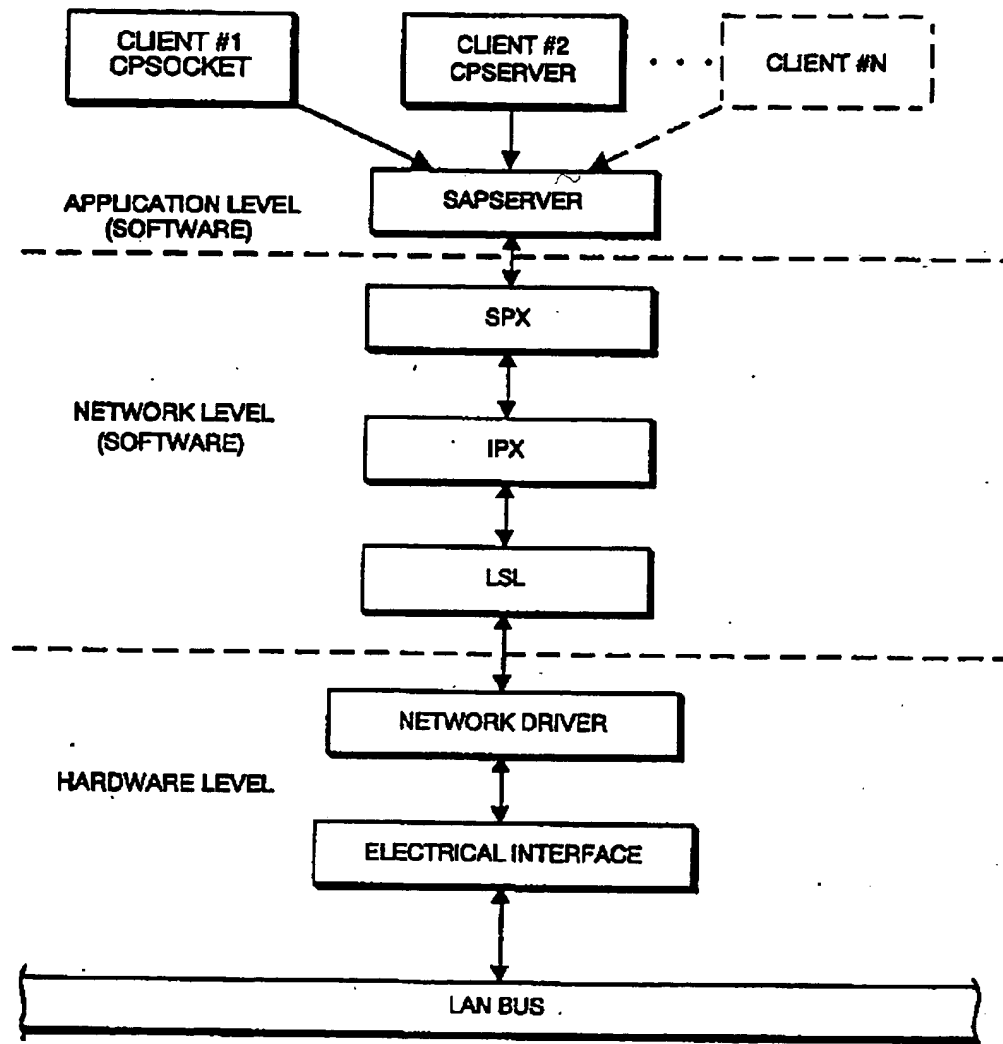 CLIENT #1
CPSOCKET
CLIENT #2
CPSERVER
. . .
CLIENT #N
SAPSERVER
APPLICATION LEVEL
(SOFTWARE)
SPX
NETWORK LEVEL
(SOFTWARE)
IPX
LSL
NETWORK DRIVER
HARDWARE LEVEL
ELECTRICAL INTERFACE
LAN BUS